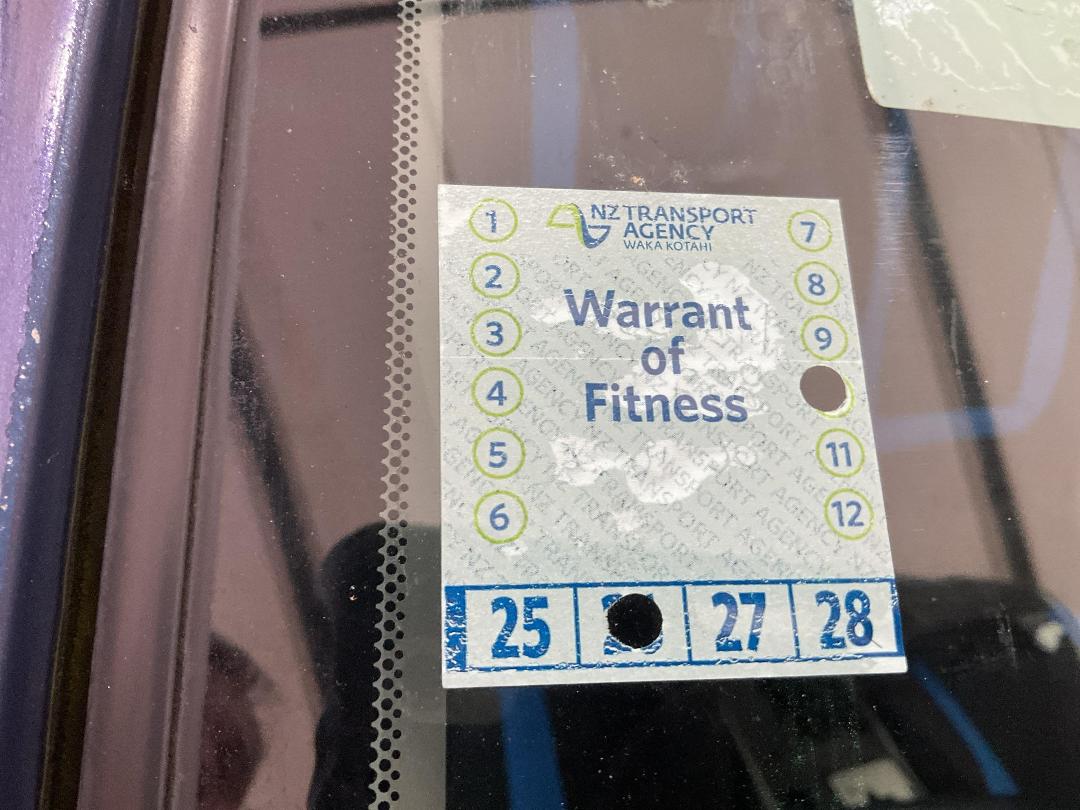 NZ TRANSPORT
AGENCY
WAKA KOTAHI
Warrant
of
Fitness
1
2
3
4
5
6
7
8
9
11
12
25
27
28